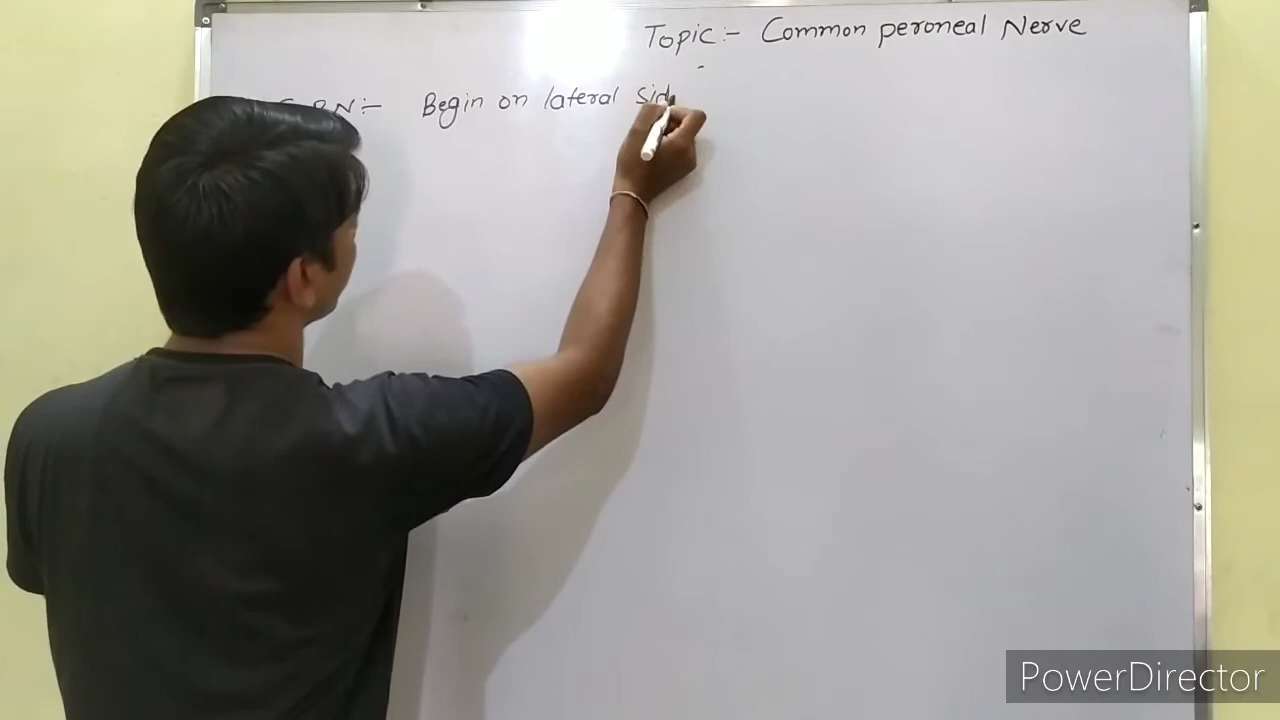 Topic:- Common peroneal Nerve
C.P.N:- Begin on lateral Sid
PowerDirector